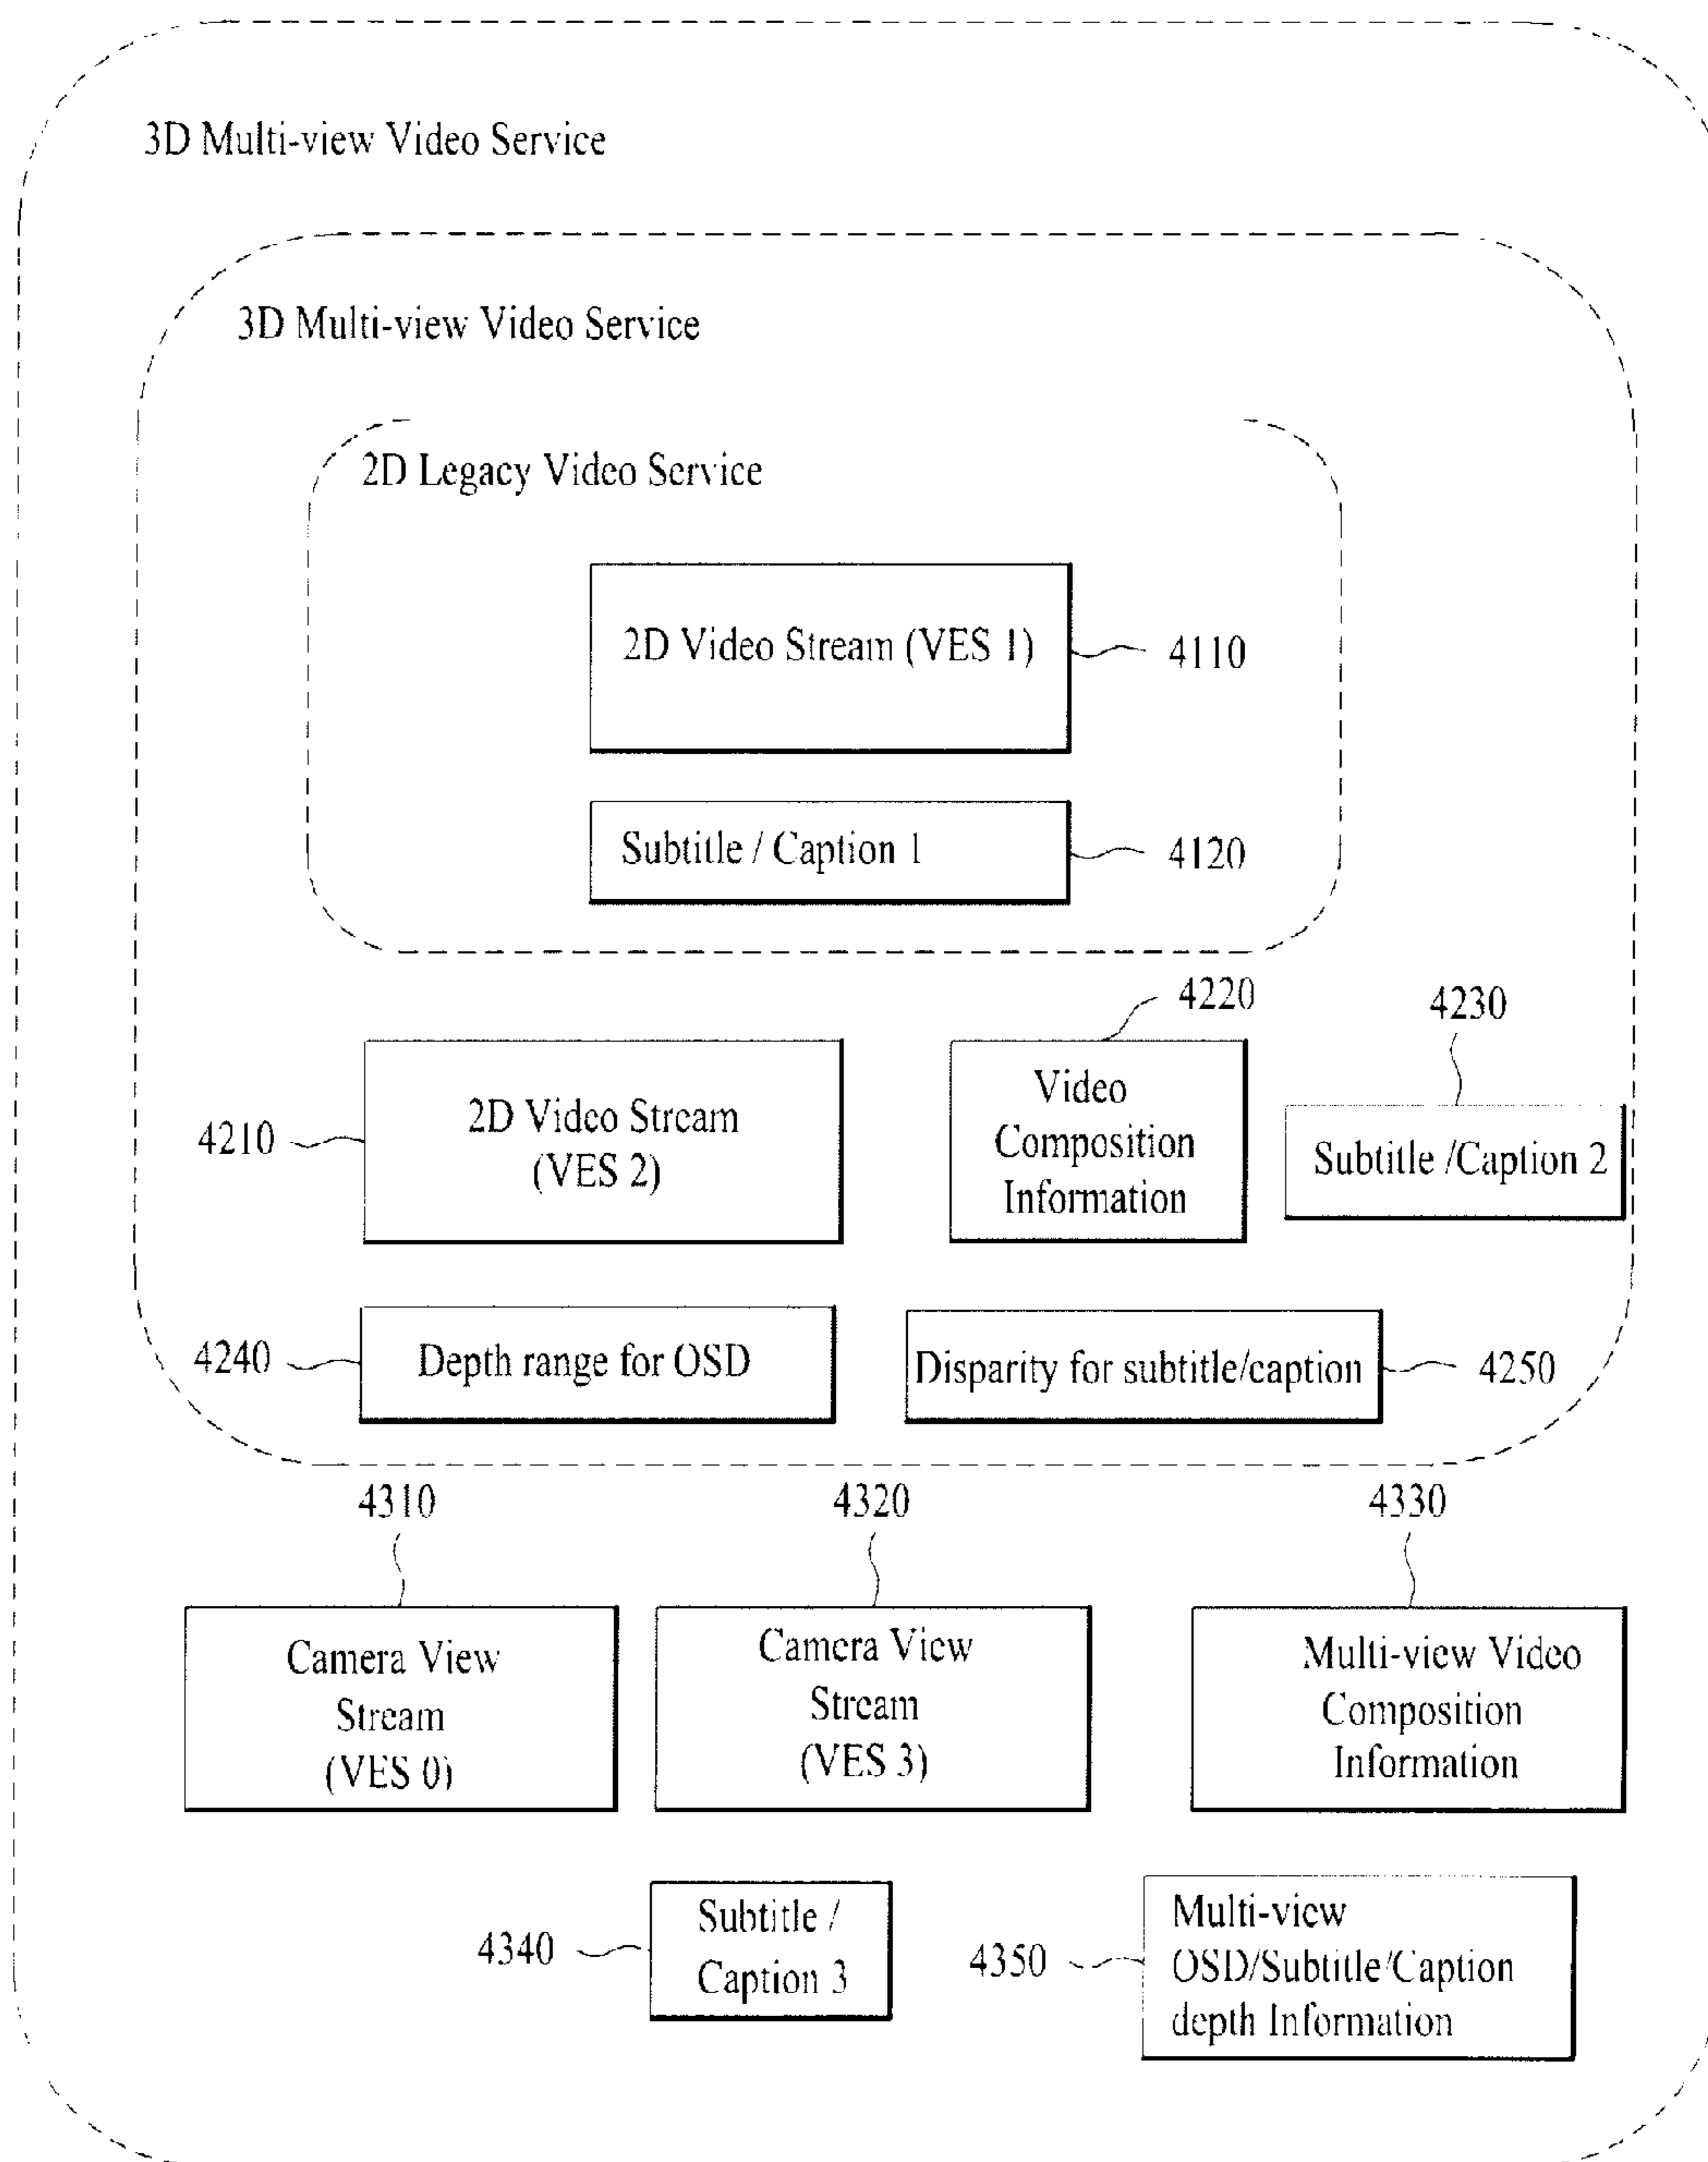 3D Multi-view Video Service
3D Multi-view Video Service
2D Legacy Video Service
2D Video Stream (VES 1)
4110
Subtitle / Caption 1
4120
4220
4230
4210
2D Video Stream
(VES 2)
Video
Composition
Information
Subtitle /Caption 2
4240
Depth range for OSD
Disparity for subtitle/caption
4250
4310
4320
4330
Camera View
Stream
(VES 0)
Camera View
Stream
(VES 3)
Multi-view Video
Composition
Information
4340
Subtitle /
Caption 3
4350
Multi-view
OSD/Subtitle/Caption
depth Information